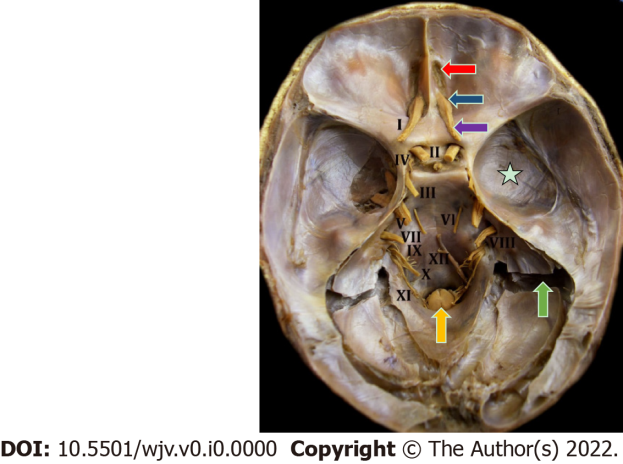 I
II
IV
III
V
VI
VII
VIII
IX
XII
X
XI
DOI: 10.5501/wjv.v0.i0.0000 Copyright © The Author(s) 2022.